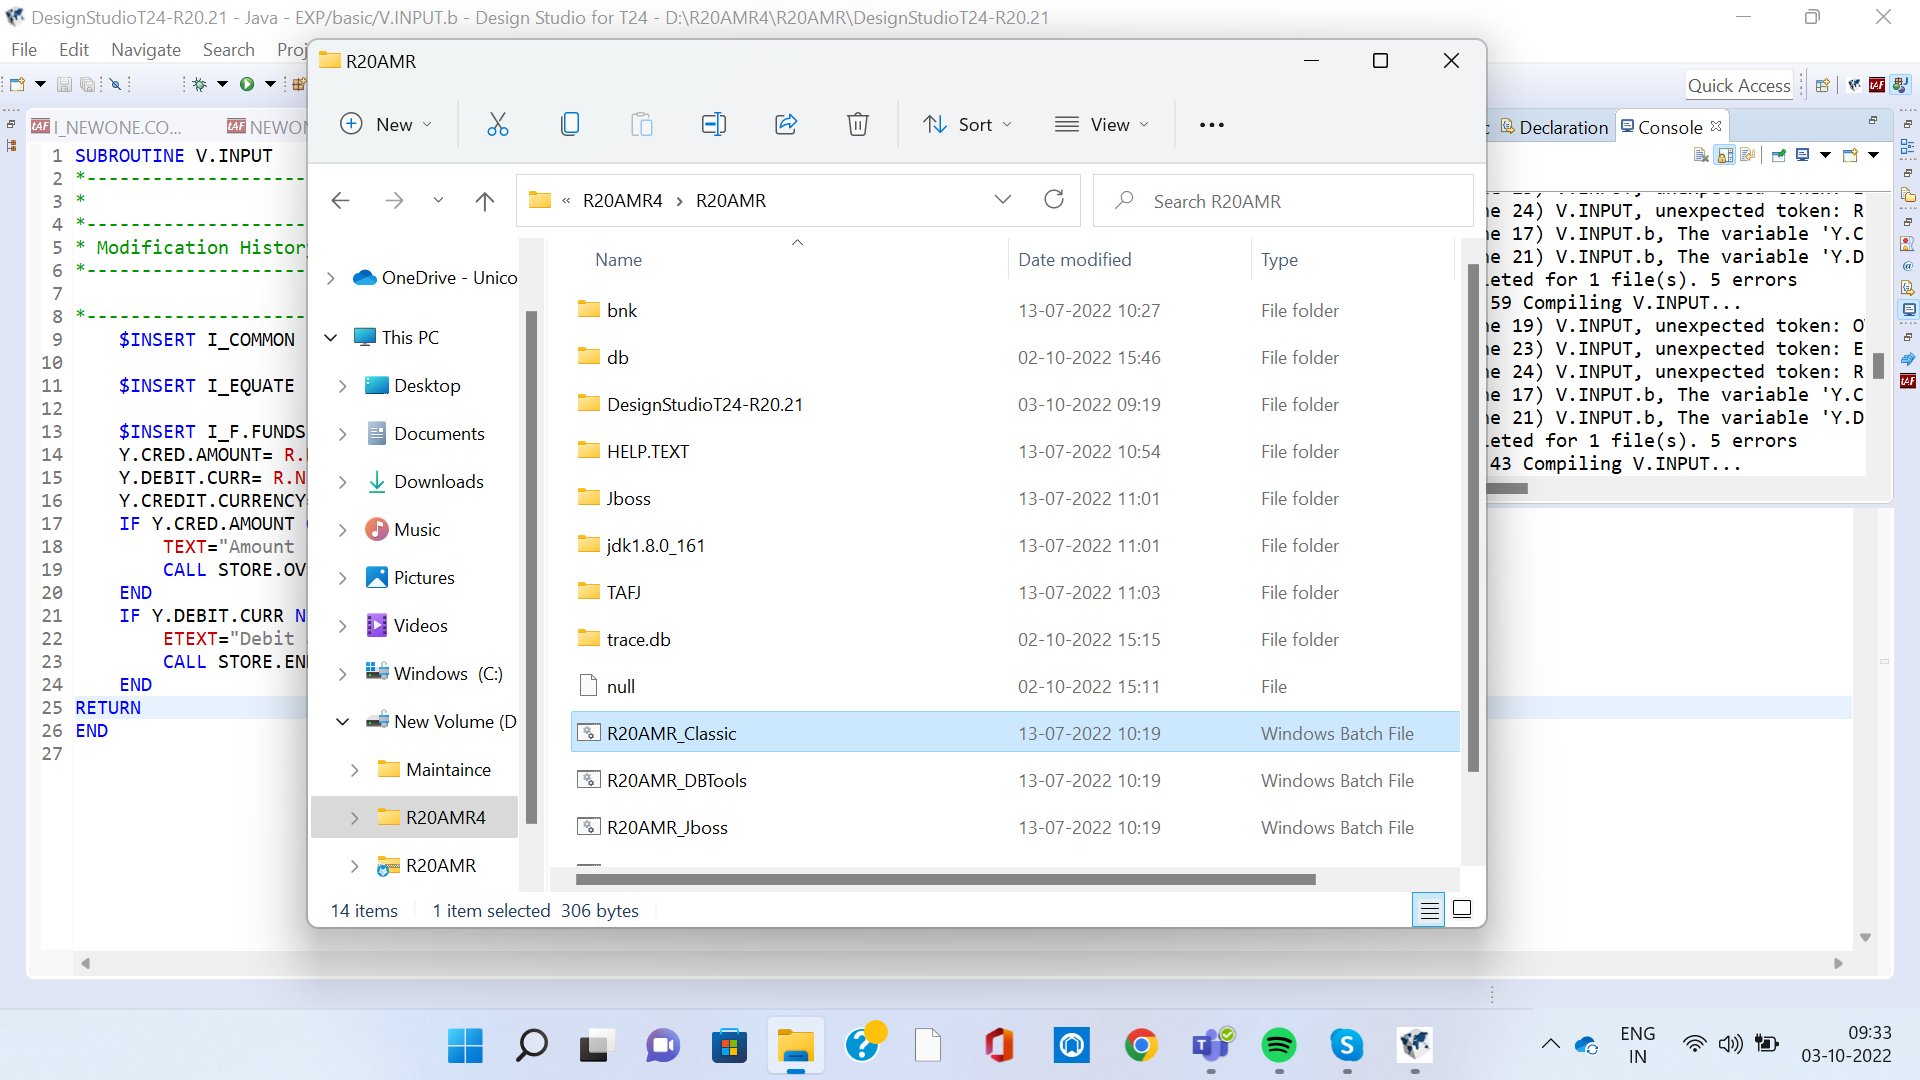 DesignStudioT24-R20.21 - Java - EXP/basic/V.INPUT.b - Design Studio for T24 - D:\R20AMR4\R20AMR\DesignStudioT24-R20.21
File Edit Navigate Search Proj
Quick Access
I_NEWONE.CO... NEWON
Declaration Console
1 SUBROUTINE V.INPUT
2 *---------------------
3 *
4 *---------------------
5 * Modification History
6 *---------------------
7
8 *---------------------
9 $INSERT I_COMMON
10
11 $INSERT I_EQUATE
12
13 $INSERT I_F.FUNDS
14 Y.CRED.AMOUNT= R.
15 Y.DEBIT.CURR= R.N
16 Y.CREDIT.CURRENCY=
17 IF Y.CRED.AMOUNT
18 TEXT="Amount
19 CALL STORE.OV
20 END
21 IF Y.DEBIT.CURR N
22 ETEXT="Debit
23 CALL STORE.EN
24 END
25 RETURN
26 END
27
R20AMR
New Sort View
« R20AMR4 > R20AMR
Search R20AMR
OneDrive - Unico
This PC
Desktop
Documents
Downloads
Music
Pictures
Videos
Windows (C:)
New Volume (D
Maintaince
R20AMR4
R20AMR
Name Date modified Type
bnk 13-07-2022 10:27 File folder
db 02-10-2022 15:46 File folder
DesignStudioT24-R20.21 03-10-2022 09:19 File folder
HELP.TEXT 13-07-2022 10:54 File folder
Jboss 13-07-2022 11:01 File folder
jdk1.8.0_161 13-07-2022 11:01 File folder
TAFJ 13-07-2022 11:03 File folder
trace.db 02-10-2022 15:15 File folder
null 02-10-2022 15:11 File
R20AMR_Classic 13-07-2022 10:19 Windows Batch File
R20AMR_DBTools 13-07-2022 10:19 Windows Batch File
R20AMR_Jboss 13-07-2022 10:19 Windows Batch File
14 items 1 item selected 306 bytes
ne 24) V.INPUT, unexpected token: R
ne 17) V.INPUT.b, The variable 'Y.C
ne 21) V.INPUT.b, The variable 'Y.D
leted for 1 file(s). 5 errors
59 Compiling V.INPUT...
ne 19) V.INPUT, unexpected token: O
ne 23) V.INPUT, unexpected token: E
ne 24) V.INPUT, unexpected token: R
ne 17) V.INPUT.b, The variable 'Y.C
ne 21) V.INPUT.b, The variable 'Y.D
leted for 1 file(s). 5 errors
43 Compiling V.INPUT...
ENG
IN
09:33
03-10-2022